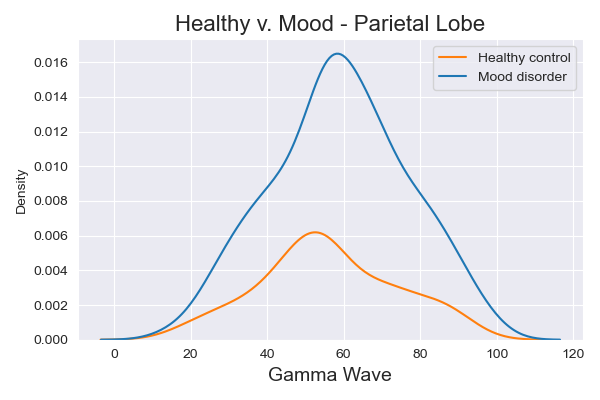 Healthy v. Mood - Parietal Lobe
Healthy control
Mood disorder
Density
0.016
0.014
0.012
0.010
0.008
0.006
0.004
0.002
0.000
0 20 40 60 80 100 120
Gamma Wave